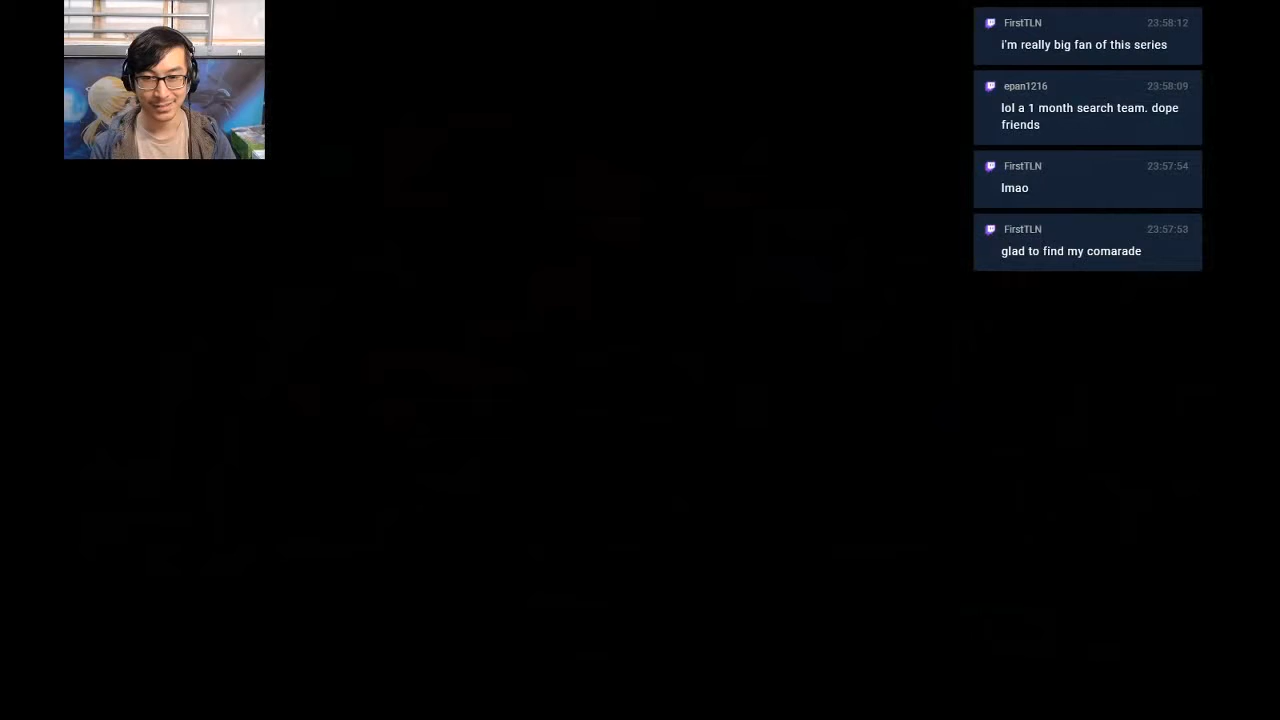 FirstTLN 23:58:12
i'm really big fan of this series
epan1216 23:58:09
lol a 1 month search team. dope
friends
FirstTLN 23:57:54
lmao
FirstTLN 23:57:53
glad to find my comarade